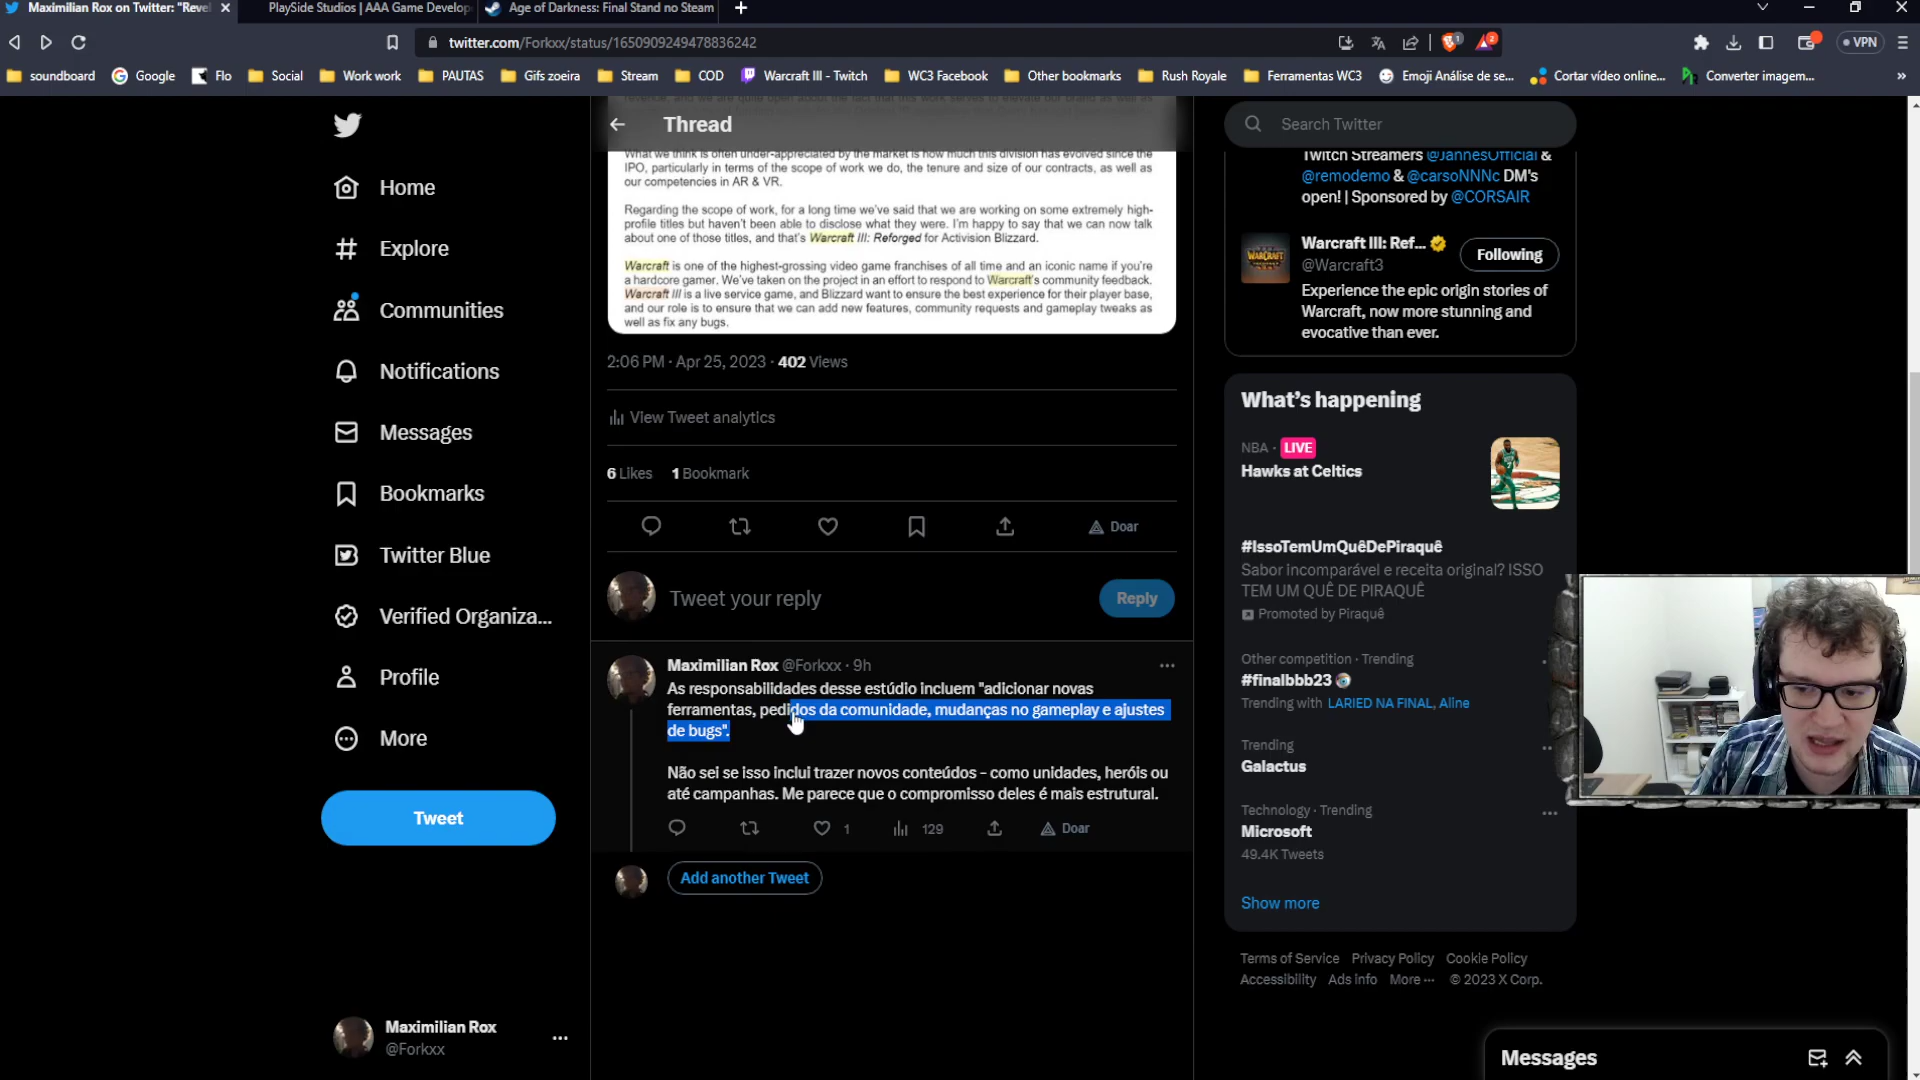 Maximilian Rox on Twitter: "Revel
PlaySide Studios | AAA Game Develop
Age of Darkness: Final Stand no Steam
twitter.com/Forkxx/status/1650909249478836242
VPN
soundboard
Google
Flo
Social
Work work
PAUTAS
Gifs zoeira
Stream
COD
Warcraft III - Twitch
WC3 Facebook
Other bookmarks
Rush Royale
Ferramentas WC3
Emoji Análise de se...
Cortar vídeo online...
Converter imagem...
Home
Explore
Communities
Notifications
Messages
Bookmarks
Twitter Blue
Verified Organiza...
Profile
More
Tweet
Maximilian Rox
@Forkxx
Thread
What we think is often under-appreciated by the market is how much this division has evolved since the
IPO, particularly in terms of the scope of work we do, the tenure and size of our contracts, as well as
our competencies in AR & VR.
Regarding the scope of work, for a long time we've said that we are working on some extremely high-
profile titles but haven't been able to disclose what they were. I'm happy to say that we can now talk
about one of those titles, and that's Warcraft III: Reforged for Activision Blizzard.
Warcraft is one of the highest-grossing video game franchises of all time and an iconic name if you're
a hardcore gamer. We've taken on the project in an effort to respond to Warcraft's community feedback.
Warcraft III is a live service game, and Blizzard want to ensure the best experience for their player base,
and our role is to ensure that we can add new features, community requests and gameplay tweaks as
well as fix any bugs.
2:06 PM · Apr 25, 2023 · 402 Views
View Tweet analytics
6 Likes 1 Bookmark
Doar
Tweet your reply
Reply
Maximilian Rox @Forkxx · 9h
As responsabilidades desse estúdio incluem "adicionar novas
ferramentas, pedidos da comunidade, mudanças no gameplay e ajustes
de bugs".
Não sei se isso inclui trazer novos conteúdos – como unidades, heróis ou
até campanhas. Me parece que o compromisso deles é mais estrutural.
1
129
Doar
Add another Tweet
Search Twitter
Twitch Streamers @JannesOfficial &
@remodemo & @carsoNNNc DM's
open! | Sponsored by @CORSAIR
Warcraft III: Ref...
@Warcraft3
Following
Experience the epic origin stories of
Warcraft, now more stunning and
evocative than ever.
What's happening
NBA · LIVE
Hawks at Celtics
#IssoTemUmQuêDePiraquê
Sabor incomparável e receita original? ISSO
TEM UM QUÊ DE PIRAQUÊ
Promoted by Piraquê
Other competition · Trending
#finalbbb23
Trending with LARIED NA FINAL, Aline
Trending
Galactus
Technology · Trending
Microsoft
49.4K Tweets
Show more
Terms of Service Privacy Policy Cookie Policy
Accessibility Ads info More ··· © 2023 X Corp.
Messages